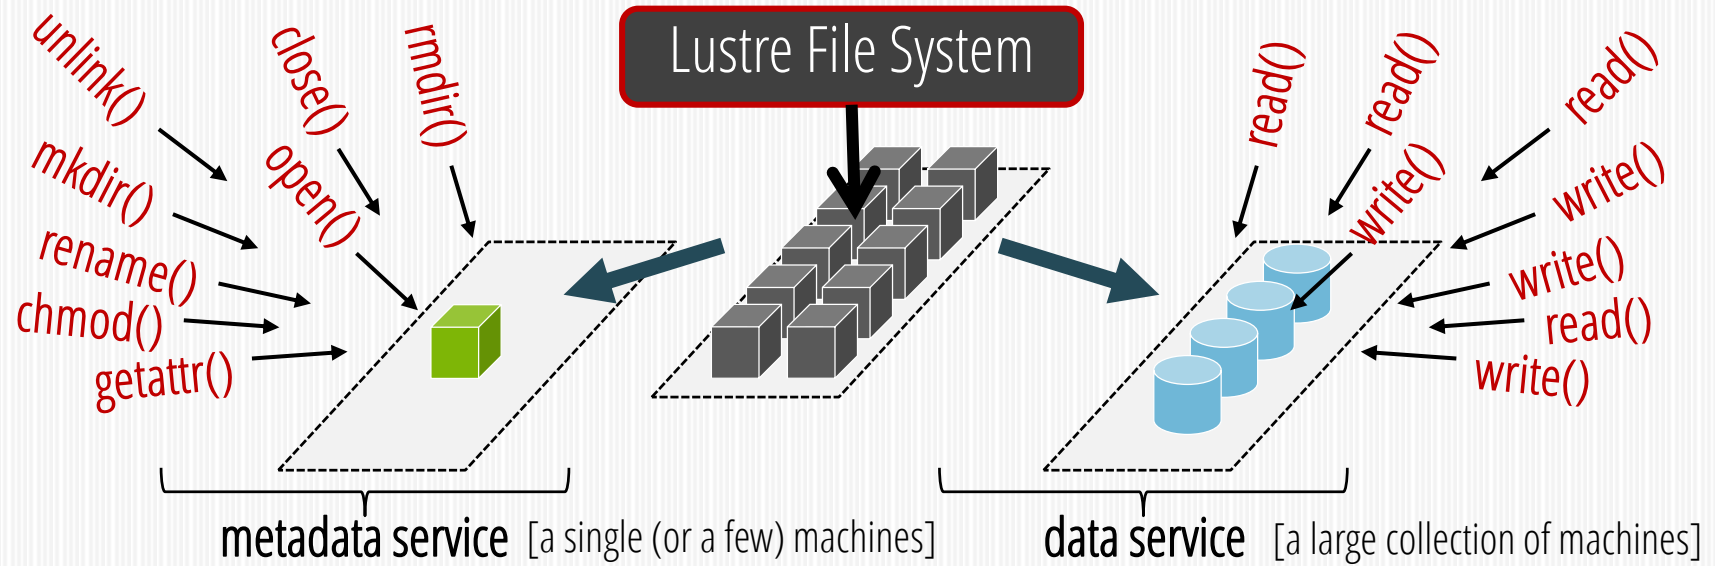 Lustre File System
unlink()
close()
rmdir()
mkdir()
open()
rename()
chmod()
getattr()
read()
read()
read()
write()
write()
write()
read()
write()
metadata service [a single (or a few) machines]
data service [a large collection of machines]